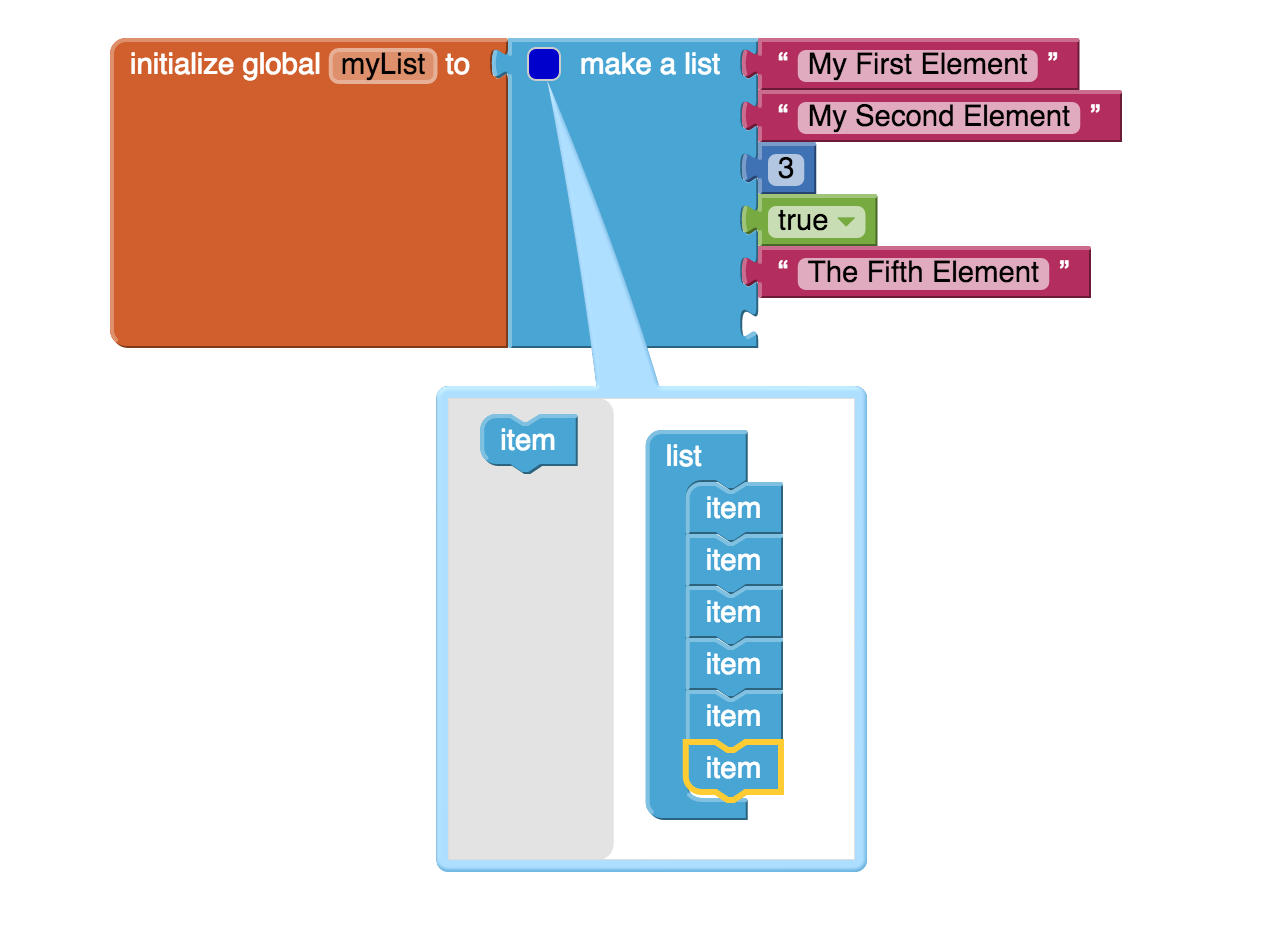 initialize global myList to make a list “ My First Element ”
“ My Second Element ”
3
true
“ The Fifth Element ”
item
list
item
item
item
item
item
item